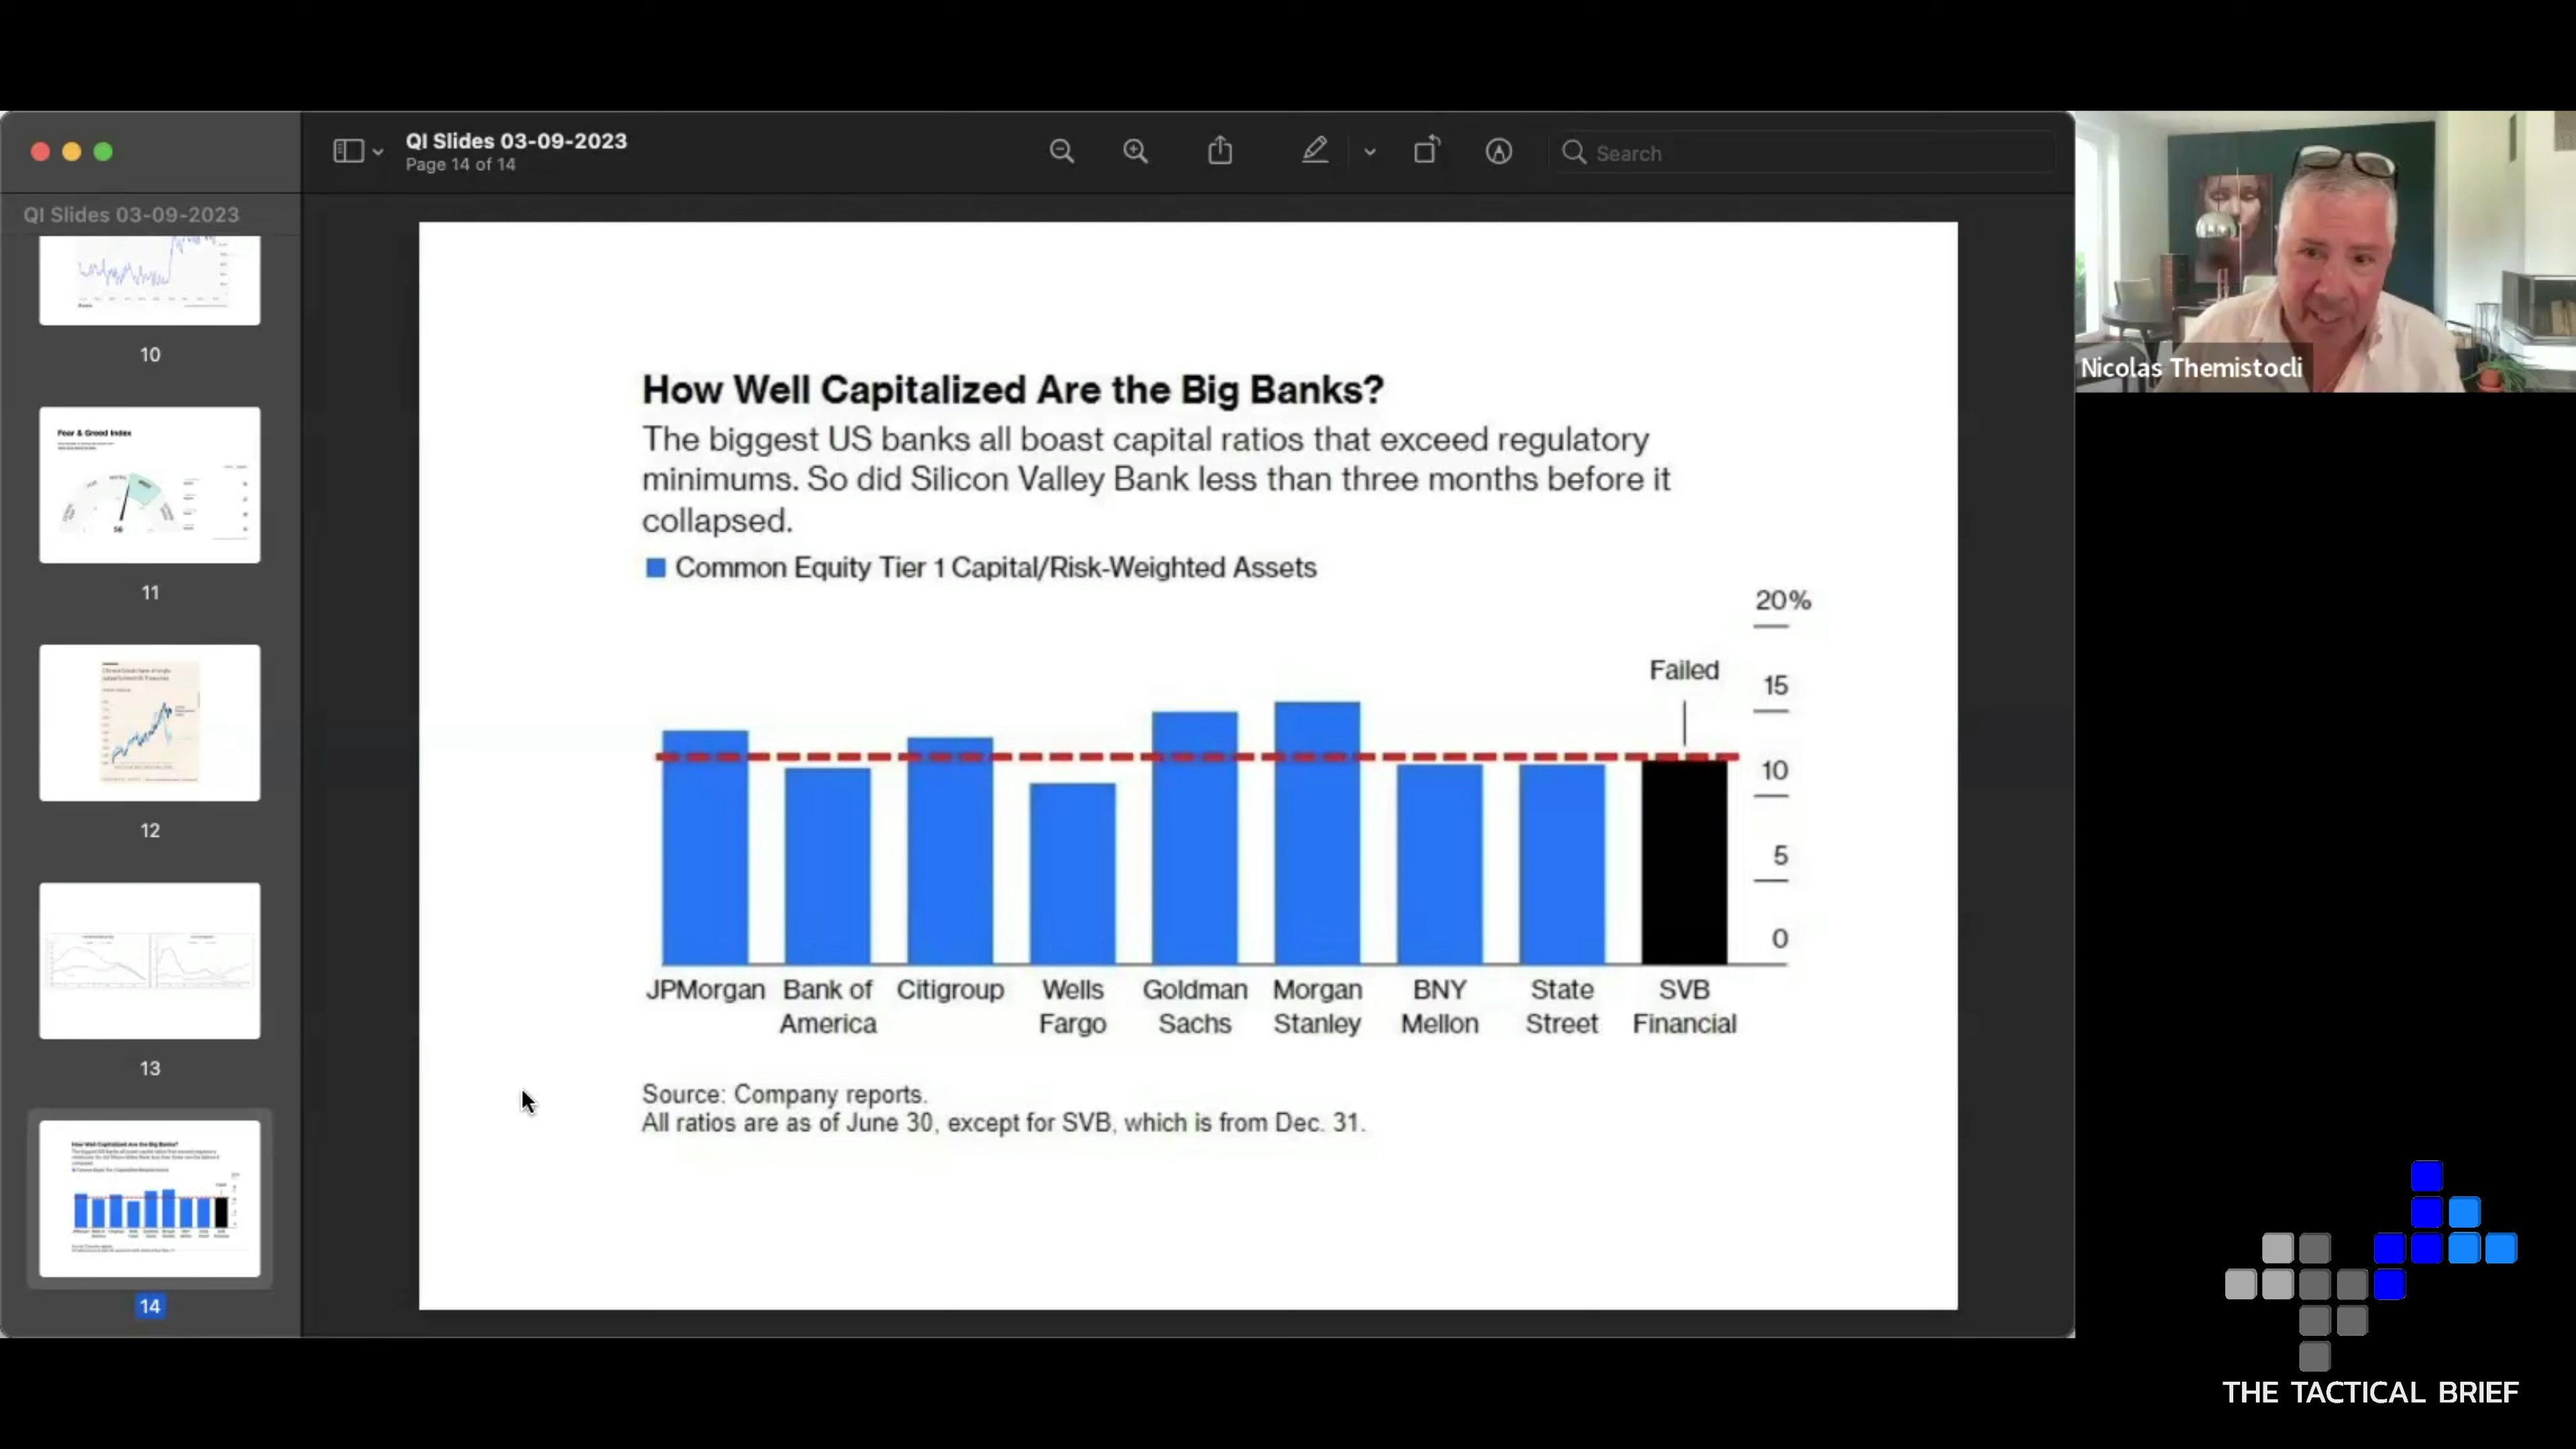 QI Slides 03-09-2023
Page 14 of 14
Search
QI Slides 03-09-2023
10
Fear & Greed Index
56
11
12
13
14
How Well Capitalized Are the Big Banks?
The biggest US banks all boast capital ratios that exceed regulatory
minimums. So did Silicon Valley Bank less than three months before it
collapsed.
Common Equity Tier 1 Capital/Risk-Weighted Assets
20%
Failed
15
10
5
0
JPMorgan Bank of America Citigroup Wells Fargo Goldman Sachs Morgan Stanley BNY Mellon State Street SVB Financial
Source: Company reports.
All ratios are as of June 30, except for SVB, which is from Dec. 31.
Nicolas Themistocli
THE TACTICAL BRIEF